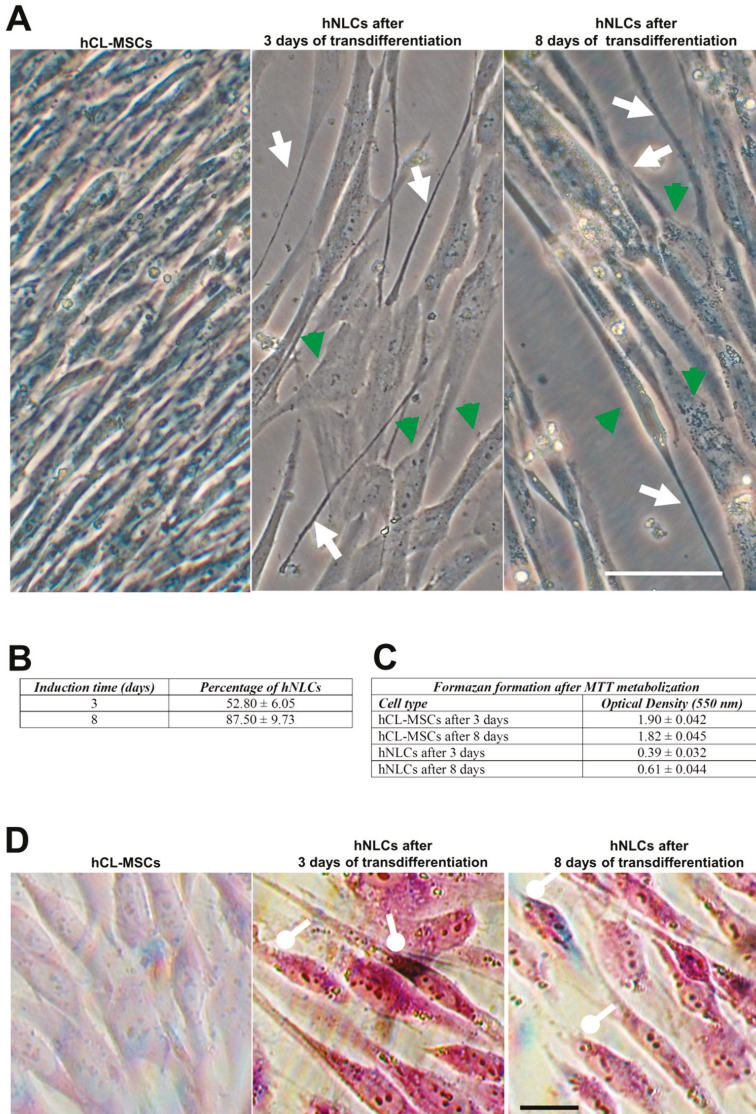 A
hCL-MSCs
hNLCs after
3 days of transdifferentiation
hNLCs after
8 days of transdifferentiation
B
Induction time (days) Percentage of hNLCs
3 52.80 ± 6.05
8 87.50 ± 9.73
C
Formazan formation after MTT metabolization
Cell type Optical Density (550 nm)
hCL-MSCs after 3 days 1.90 ± 0.042
hCL-MSCs after 8 days 1.82 ± 0.045
hNLCs after 3 days 0.39 ± 0.032
hNLCs after 8 days 0.61 ± 0.044
D
hCL-MSCs
hNLCs after
3 days of transdifferentiation
hNLCs after
8 days of transdifferentiation